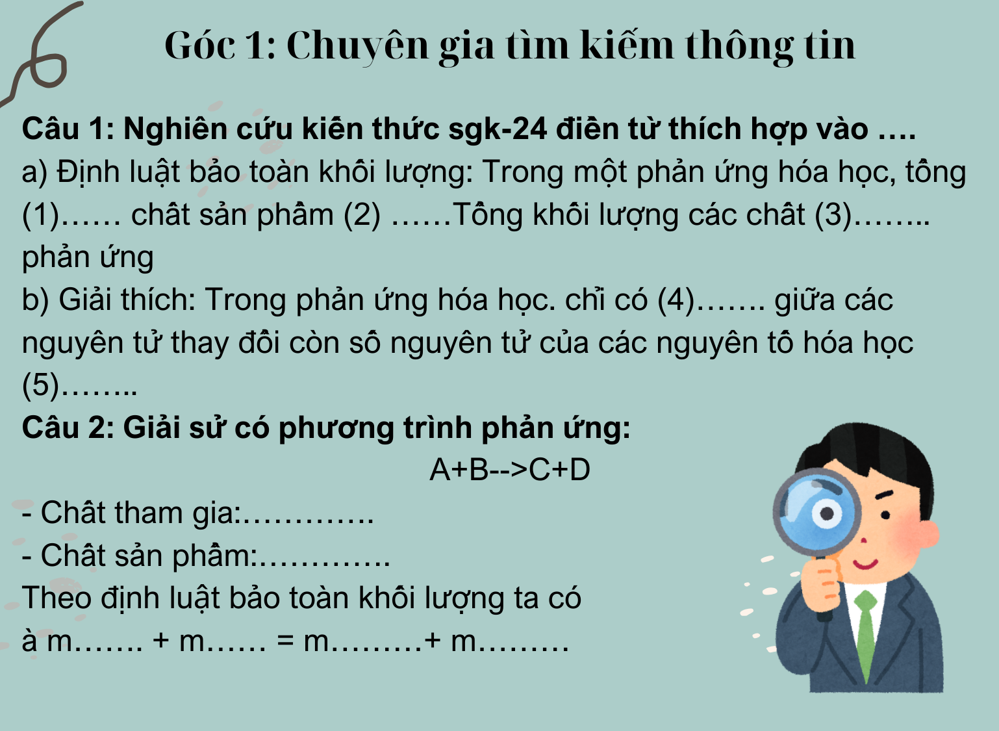 Góc 1: Chuyên gia tìm kiếm thông tin
Câu 1: Nghiên cứu kiến thức sgk-24 điền từ thích hợp vào ....
a) Định luật bảo toàn khối lượng: Trong một phản ứng hóa học, tổng
(1)…… chất sản phẩm (2) ……Tổng khối lượng các chất (3)……..
phản ứng
b) Giải thích: Trong phản ứng hóa học. chỉ có (4)……. giữa các
nguyên tử thay đổi còn số nguyên tử của các nguyên tố hóa học
(5)……..
Câu 2: Giải sử có phương trình phản ứng:
A+B-->C+D
- Chất tham gia:………….
- Chất sản phẩm:………….
Theo định luật bảo toàn khối lượng ta có
à m……. + m…… = m………+ m………